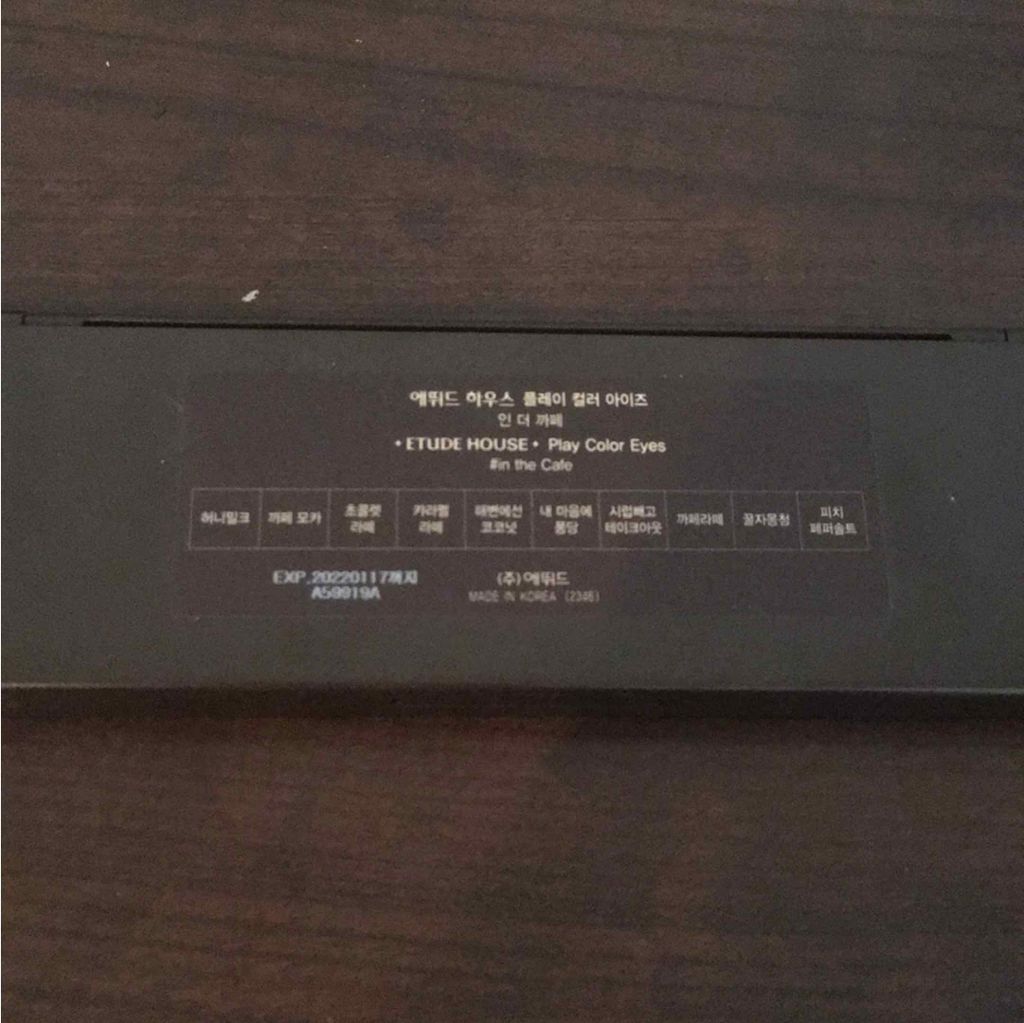 에뛰드 하우스 플레이 컬러 아이즈
인 더 까페
• ETUDE HOUSE • Play Color Eyes
#in the Cafe
허니밀크 까페 모카 초콜렛 라떼 카라멜 라떼 해변에선 코코넛 내 마음에 퐁당 시럽빼고 테이크아웃 까페라떼 꿀자몽청 피치 페퍼솔트
EXP.20220117까지 (주)에뛰드
A59919A MADE IN KOREA (2346)